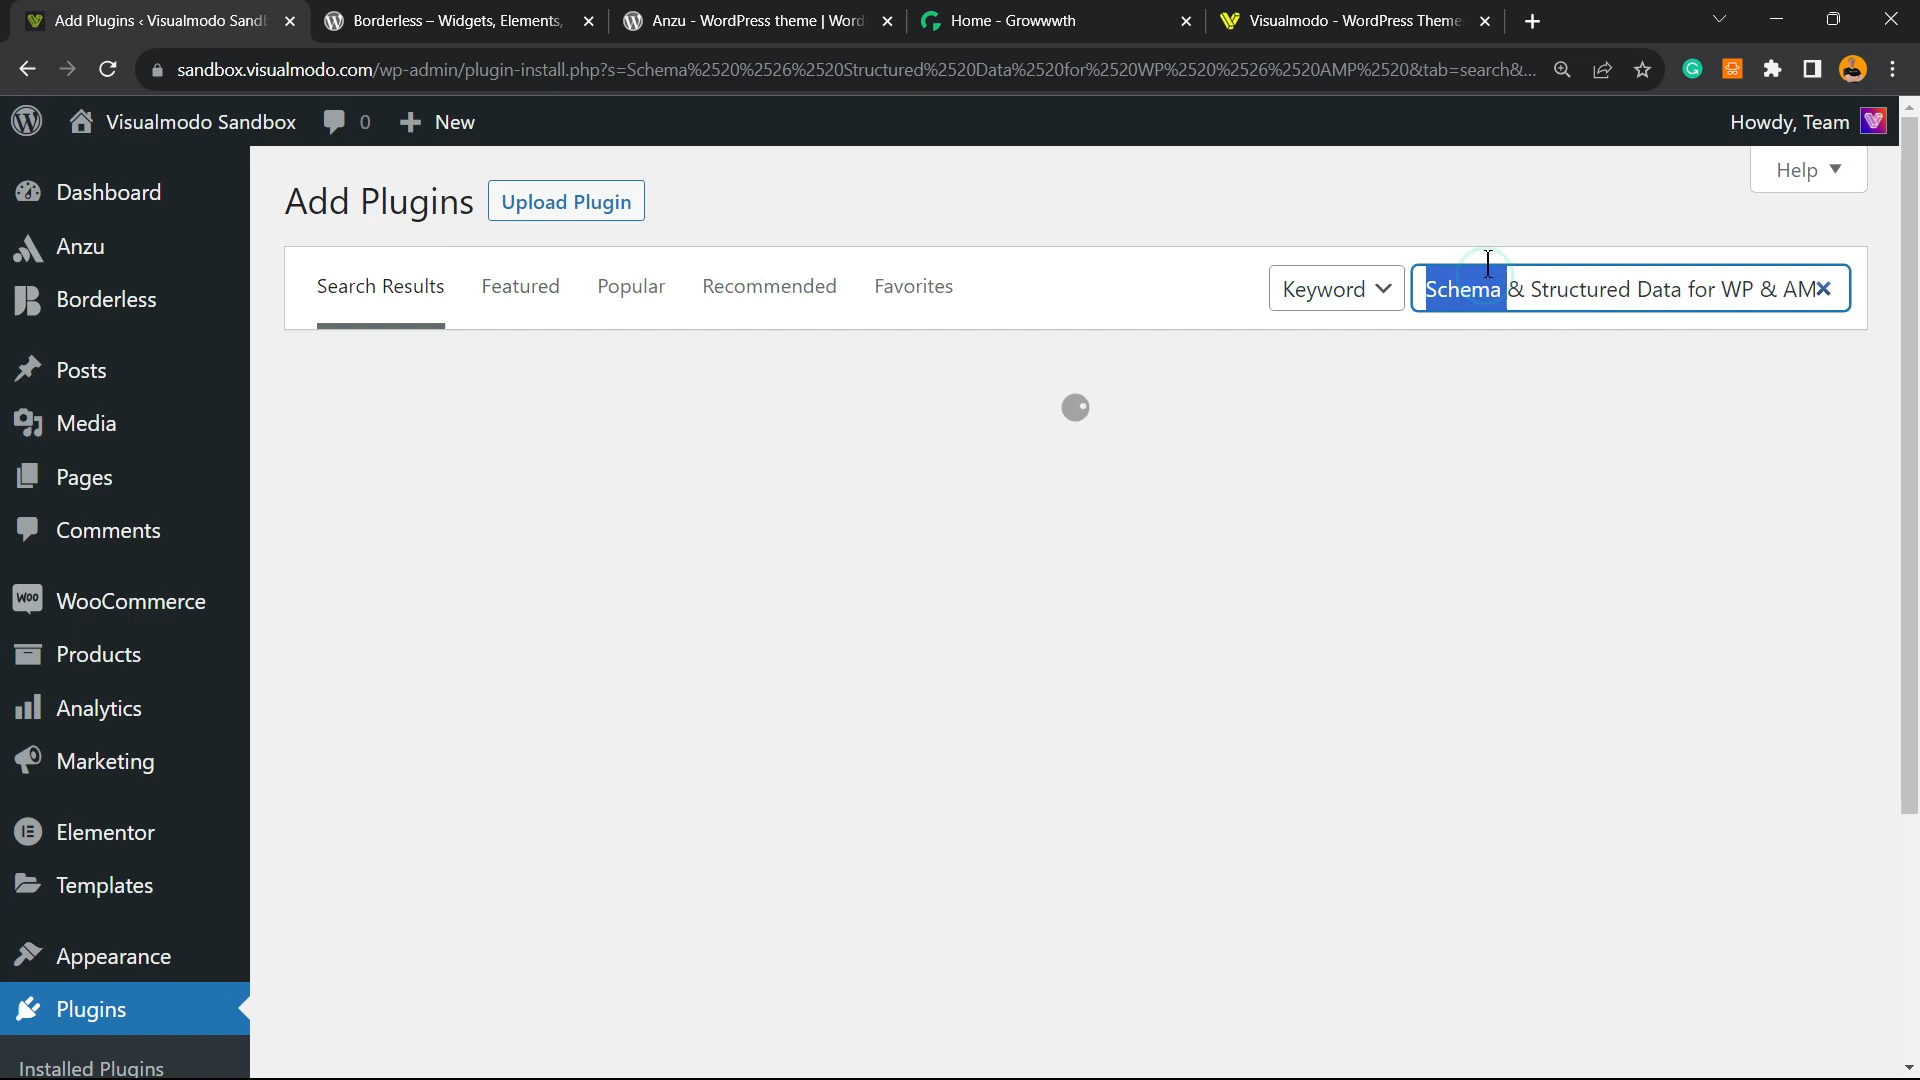 Add Plugins ‹ Visualmodo Sandb
Borderless – Widgets, Elements,
Anzu - WordPress theme | Word
Home - Growwwth
Visualmodo - WordPress Theme
sandbox.visualmodo.com/wp-admin/plugin-install.php?s=Schema%2520%2526%2520Structured%2520Data%2520for%2520WP%2520%2526%2520AMP%2520&tab=search&...
Visualmodo Sandbox
0
New
Howdy, Team
Help
Dashboard
Anzu
Borderless
Posts
Media
Pages
Comments
WooCommerce
Products
Analytics
Marketing
Elementor
Templates
Appearance
Plugins
Installed Plugins
Add Plugins
Upload Plugin
Search Results
Featured
Popular
Recommended
Favorites
Keyword
Schema & Structured Data for WP & AM